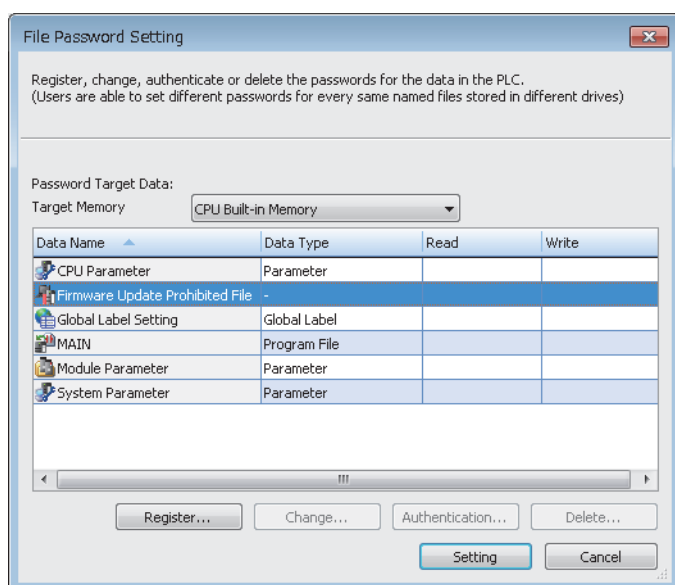 File Password Setting
Register, change, authenticate or delete the passwords for the data in the PLC.
(Users are able to set different passwords for every same named files stored in different drives)
Password Target Data:
Target Memory CPU Built-in Memory
Data Name Data Type Read Write
CPU Parameter Parameter
Firmware Update Prohibited File -
Global Label Setting Global Label
MAIN Program File
Module Parameter Parameter
System Parameter Parameter
Register... Change... Authentication... Delete...
Setting Cancel